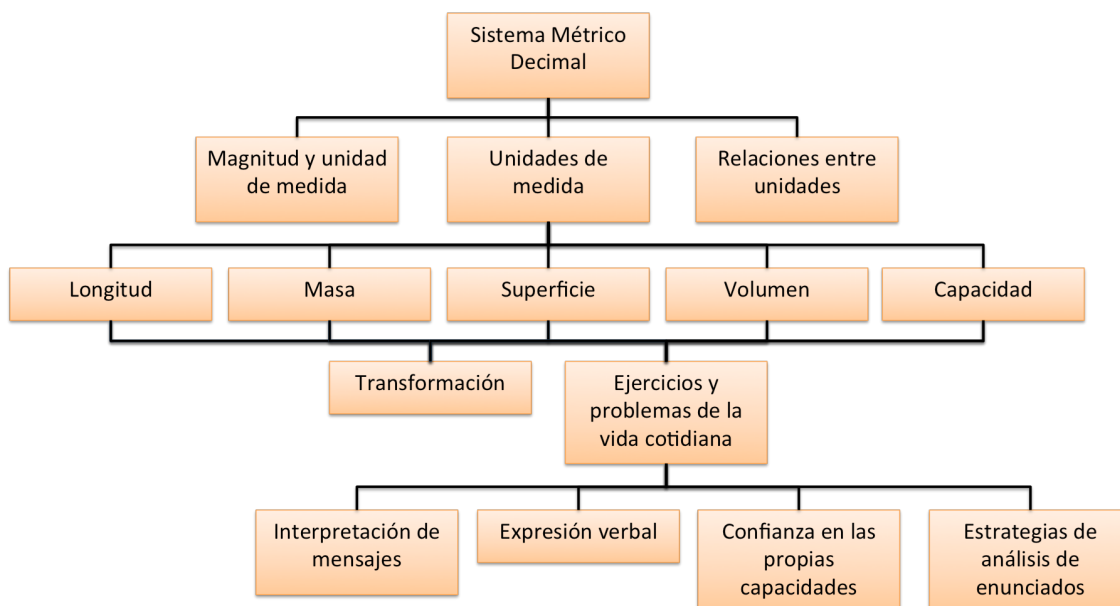 Sistema Métrico
Decimal
Magnitud y unidad
de medida
Unidades de
medida
Relaciones entre
unidades
Longitud
Masa
Superficie
Volumen
Capacidad
Transformación
Ejercicios y
problemas de la
vida cotidiana
Interpretación de
mensajes
Expresión verbal
Confianza en las
propias
capacidades
Estrategias de
análisis de
enunciados